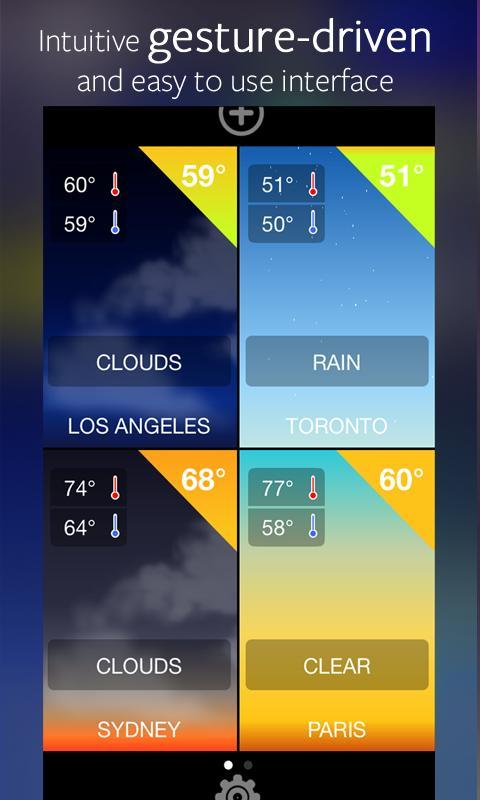 Intuitive gesture-driven
and easy to use interface
60° 59°
59°
CLOUDS
LOS ANGELES
51° 51°
50°
RAIN
TORONTO
74° 68°
64°
CLOUDS
SYDNEY
77° 60°
58°
CLEAR
PARIS